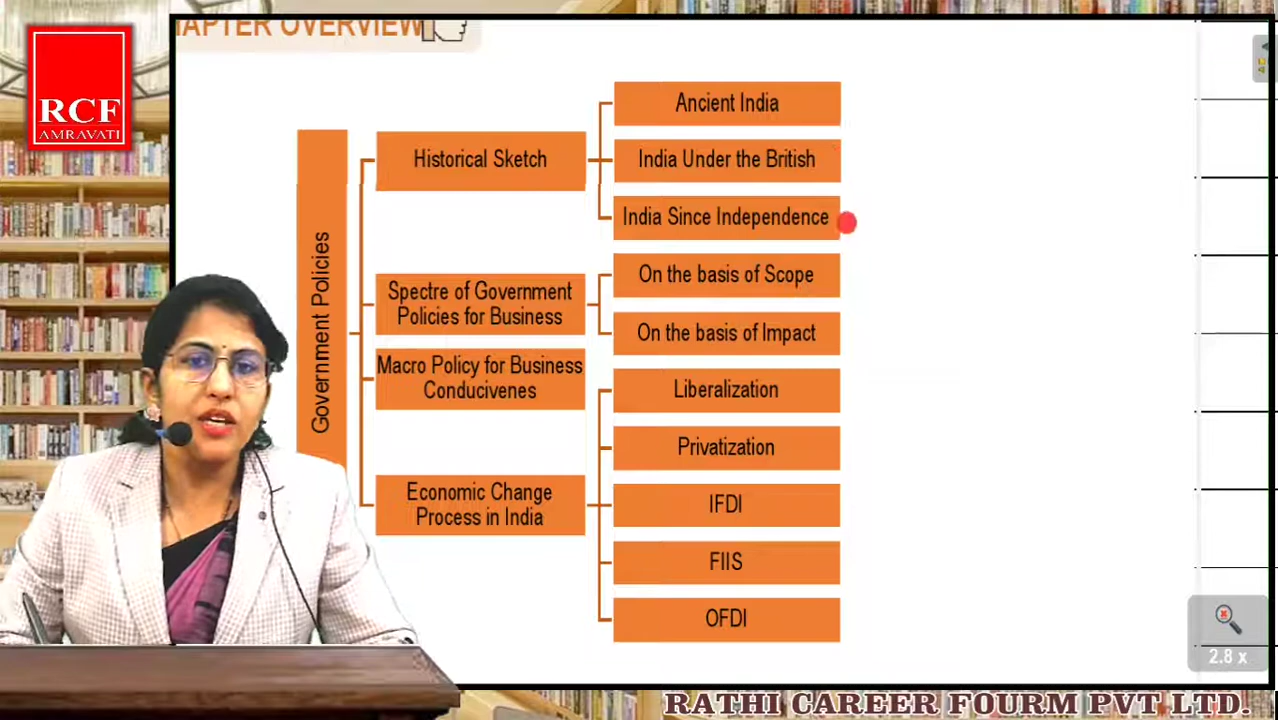 HAPTER OVERVIEW
RCF
AMRAVATI
Government Policies
Historical Sketch
Ancient India
India Under the British
India Since Independence
Spectre of Government
Policies for Business
On the basis of Scope
On the basis of Impact
Macro Policy for Business
Conducivenes
Economic Change
Process in India
Liberalization
Privatization
IFDI
FIIS
OFDI
2.8 x
RATHI CAREER FOURM PVT LTD.